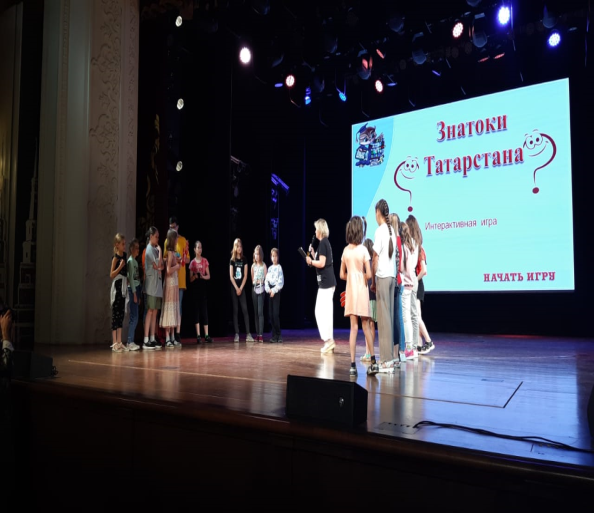 Знатоки
Татарстана
Интерактивная игра
НАЧАТЬ ИГРУ